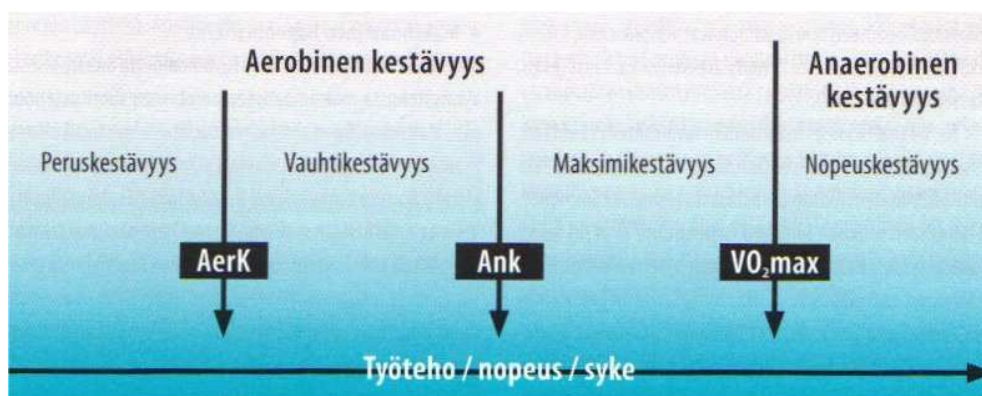 Aerobinen kestävyys
Anaerobinen
kestävyys
Peruskestävyys
Vauhtikestävyys
Maksimikestävyys
Nopeuskestävyys
AerK
Ank
VO₂max
Työteho / nopeus / syke